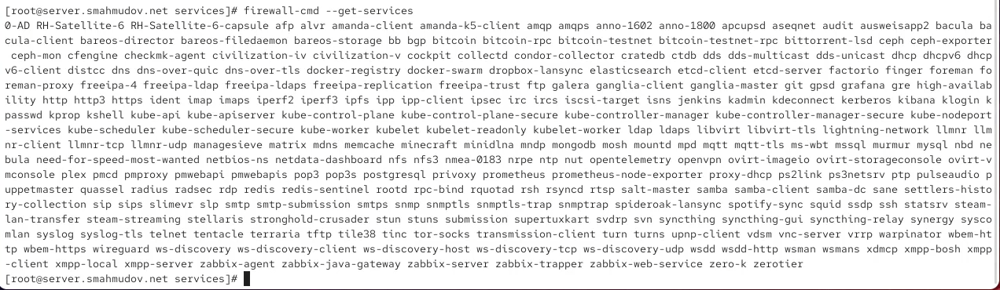 [root@server.smahmudov.net services]# firewall-cmd --get-services
0-AD RH-Satellite-6 RH-Satellite-6-capsule afp alvr amanda-client amanda-k5-client amqp amqps anno-1602 anno-1800 apcupsd aseqnet audit ausweisapp2 bacula ba
cula-client bareos-director bareos-filedaemon bareos-storage bb bgp bitcoin bitcoin-rpc bitcoin-testnet bitcoin-testnet-rpc bittorrent-lsd ceph ceph-exporter
 ceph-mon cfengine checkmk-agent civilization-iv civilization-v cockpit collectd condor-collector cratedb ctdb dds dds-multicast dds-unicast dhcp dhcpv6 dhcp
v6-client distcc dns dns-over-quic dns-over-tls docker-registry docker-swarm dropbox-lansync elasticsearch etcd-client etcd-server factorio finger foreman fo
reman-proxy freeipa-4 freeipa-ldap freeipa-ldaps freeipa-replication freeipa-trust ftp galera ganglia-client ganglia-master git gpsd grafana gre high-availab
ility http http3 https ident imap imaps iperf2 iperf3 ipfs ipp ipp-client ipsec irc ircs iscsi-target isns jenkins kadmin kdeconnect kerberos kibana klogin k
passwd kprop kshell kube-api kube-apiserver kube-control-plane kube-control-plane-secure kube-controller-manager kube-controller-manager-secure kube-nodeport
-services kube-scheduler kube-scheduler-secure kube-worker kubelet kubelet-readonly kubelet-worker ldap ldaps libvirt libvirt-tls lightning-network llmnr llm
nr-client llmnr-tcp llmnr-udp managesieve matrix mdns memcache minecraft minidlna mndp mongodb mosh mountd mpd mqtt mqtt-tls ms-wbt mssql murmur mysql nbd ne
bula need-for-speed-most-wanted netbios-ns netdata-dashboard nfs nfs3 nmea-0183 nrpe ntp nut opentelemetry openvpn ovirt-imageio ovirt-storageconsole ovirt-v
mconsole plex pmcd pmproxy pmwebapi pmwebapis pop3 pop3s postgresql privoxy prometheus prometheus-node-exporter proxy-dhcp ps2link ps3netsrv ptp pulseaudio p
uppetmaster quassel radius radsec rdp redis redis-sentinel rootd rpc-bind rquotad rsh rsyncd rtsp salt-master samba samba-client samba-dc sane settlers-histo
ry-collection sip sips slimevr slp smtp smtp-submission smtps snmp snmptls snmptls-trap snmptrap spideroak-lansync spotify-sync squid ssdp ssh statsrv steam-
lan-transfer steam-streaming stellaris stronghold-crusader stun stuns submission supertuxkart svdrp svn syncthing syncthing-gui syncthing-relay synergy sysco
mlan syslog syslog-tls telnet tentacle terraria tftp tile38 tinc tor-socks transmission-client turn turns upnp-client vdsm vnc-server vrrp warpinator wbem-ht
tp wbem-https wireguard ws-discovery ws-discovery-client ws-discovery-host ws-discovery-tcp ws-discovery-udp wsdd wsdd-http wsman wsmans xdmcp xmpp-bosh xmpp
-client xmpp-local xmpp-server zabbix-agent zabbix-java-gateway zabbix-server zabbix-trapper zabbix-web-service zero-k zerotier
[root@server.smahmudov.net services]#